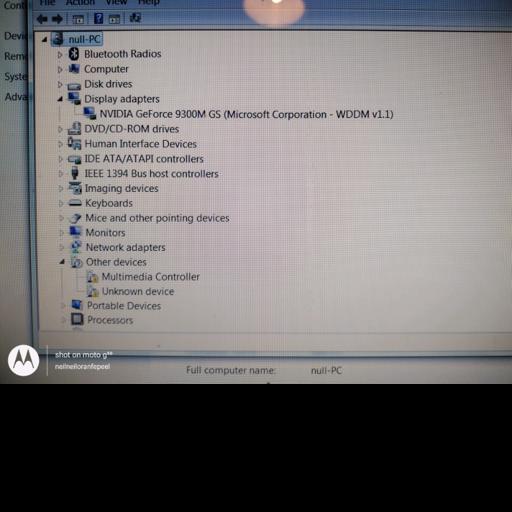 File Action View Help
null-PC
Bluetooth Radios
Computer
Disk drives
Display adapters
NVIDIA GeForce 9300M GS (Microsoft Corporation - WDDM v1.1)
DVD/CD-ROM drives
Human Interface Devices
IDE ATA/ATAPI controllers
IEEE 1394 Bus host controllers
Imaging devices
Keyboards
Mice and other pointing devices
Monitors
Network adapters
Other devices
Multimedia Controller
Unknown device
Portable Devices
Processors
Cont
Devi
Rem
Syste
Adva
shot on moto g
Full computer name: null-PC